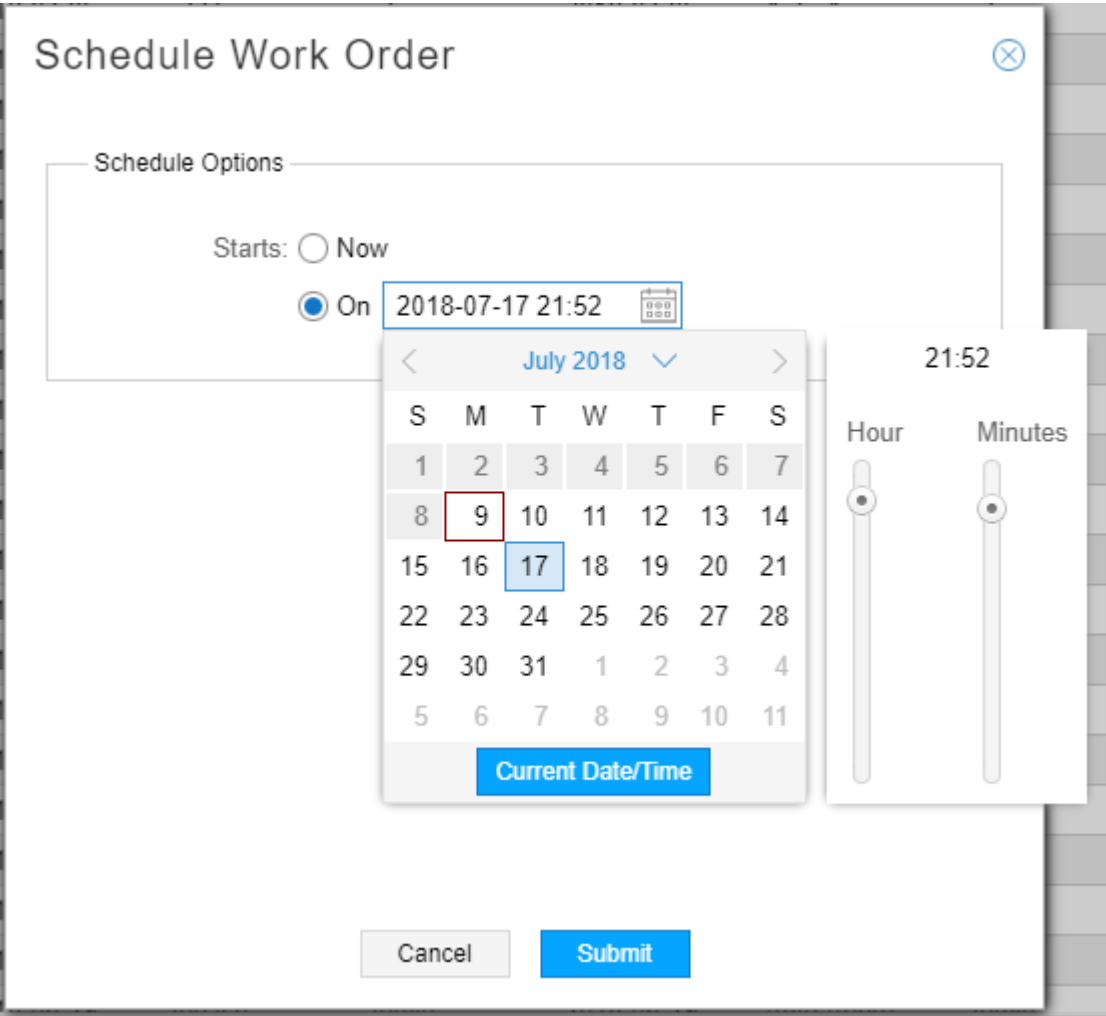 Schedule Work Order
Schedule Options
Starts: Now
On 2018-07-17 21:52
July 2018
S M T W T F S
1 2 3 4 5 6 7
8 9 10 11 12 13 14
15 16 17 18 19 20 21
22 23 24 25 26 27 28
29 30 31 1 2 3 4
5 6 7 8 9 10 11
Current Date/Time
21:52
Hour Minutes
Cancel Submit